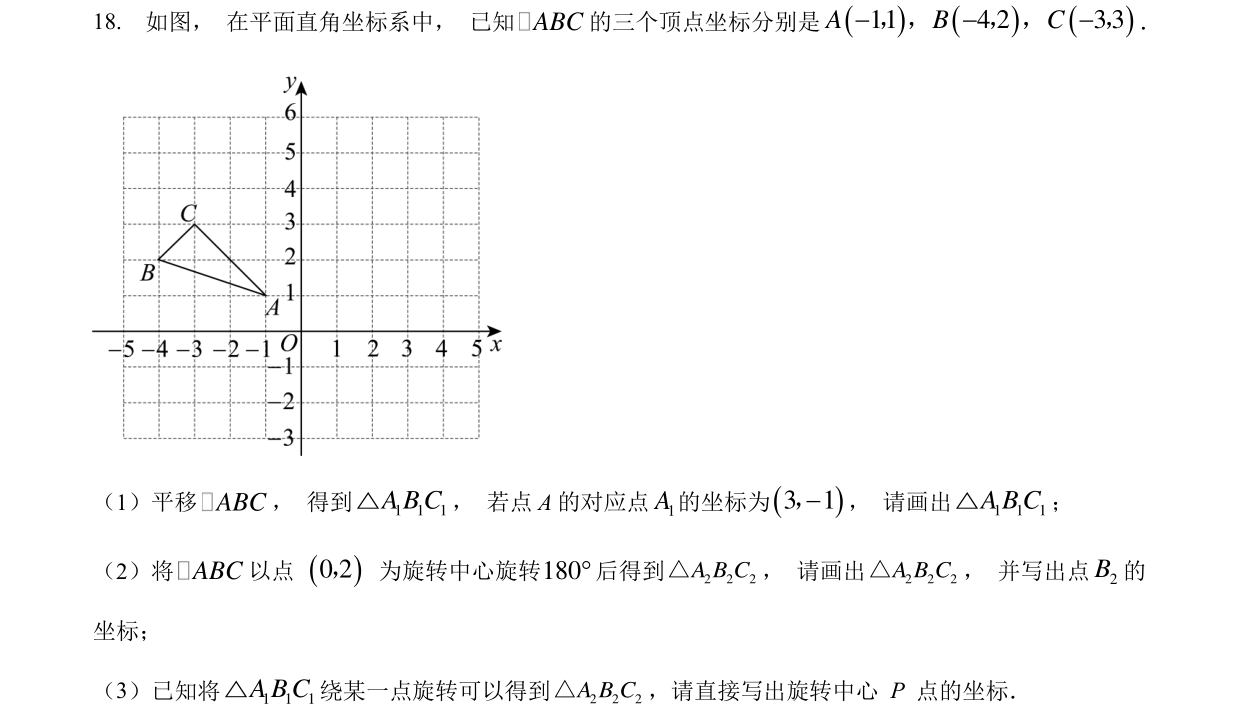 18. 如图， 在平面直角坐标系中， 已知□ABC 的三个顶点坐标分别是 A(−1,1)，B(−4,2)，C(−3,3)．
y
6
5
4
C
3
2
B
1
A
−5 −4 −3 −2 −1 O 1 2 3 4 5 x
−1
−2
−3
（1）平移□ABC， 得到△A₁B₁C₁， 若点 A 的对应点 A₁ 的坐标为(3,−1)， 请画出△A₁B₁C₁；
（2）将□ABC 以点 (0,2) 为旋转中心旋转180°后得到△A₂B₂C₂， 请画出△A₂B₂C₂， 并写出点 B₂ 的
坐标；
（3）已知将△A₁B₁C₁ 绕某一点旋转可以得到△A₂B₂C₂，请直接写出旋转中心 P 点的坐标．